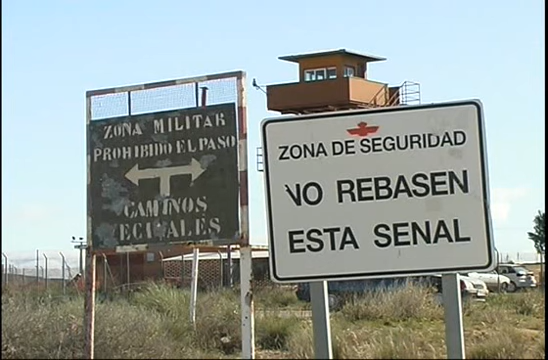 ZONA MILITAR
PROHIBIDO EL PASO
CAMINOS
ZONA DE SEGURIDAD
NO REBASEN
ESTA SENAL